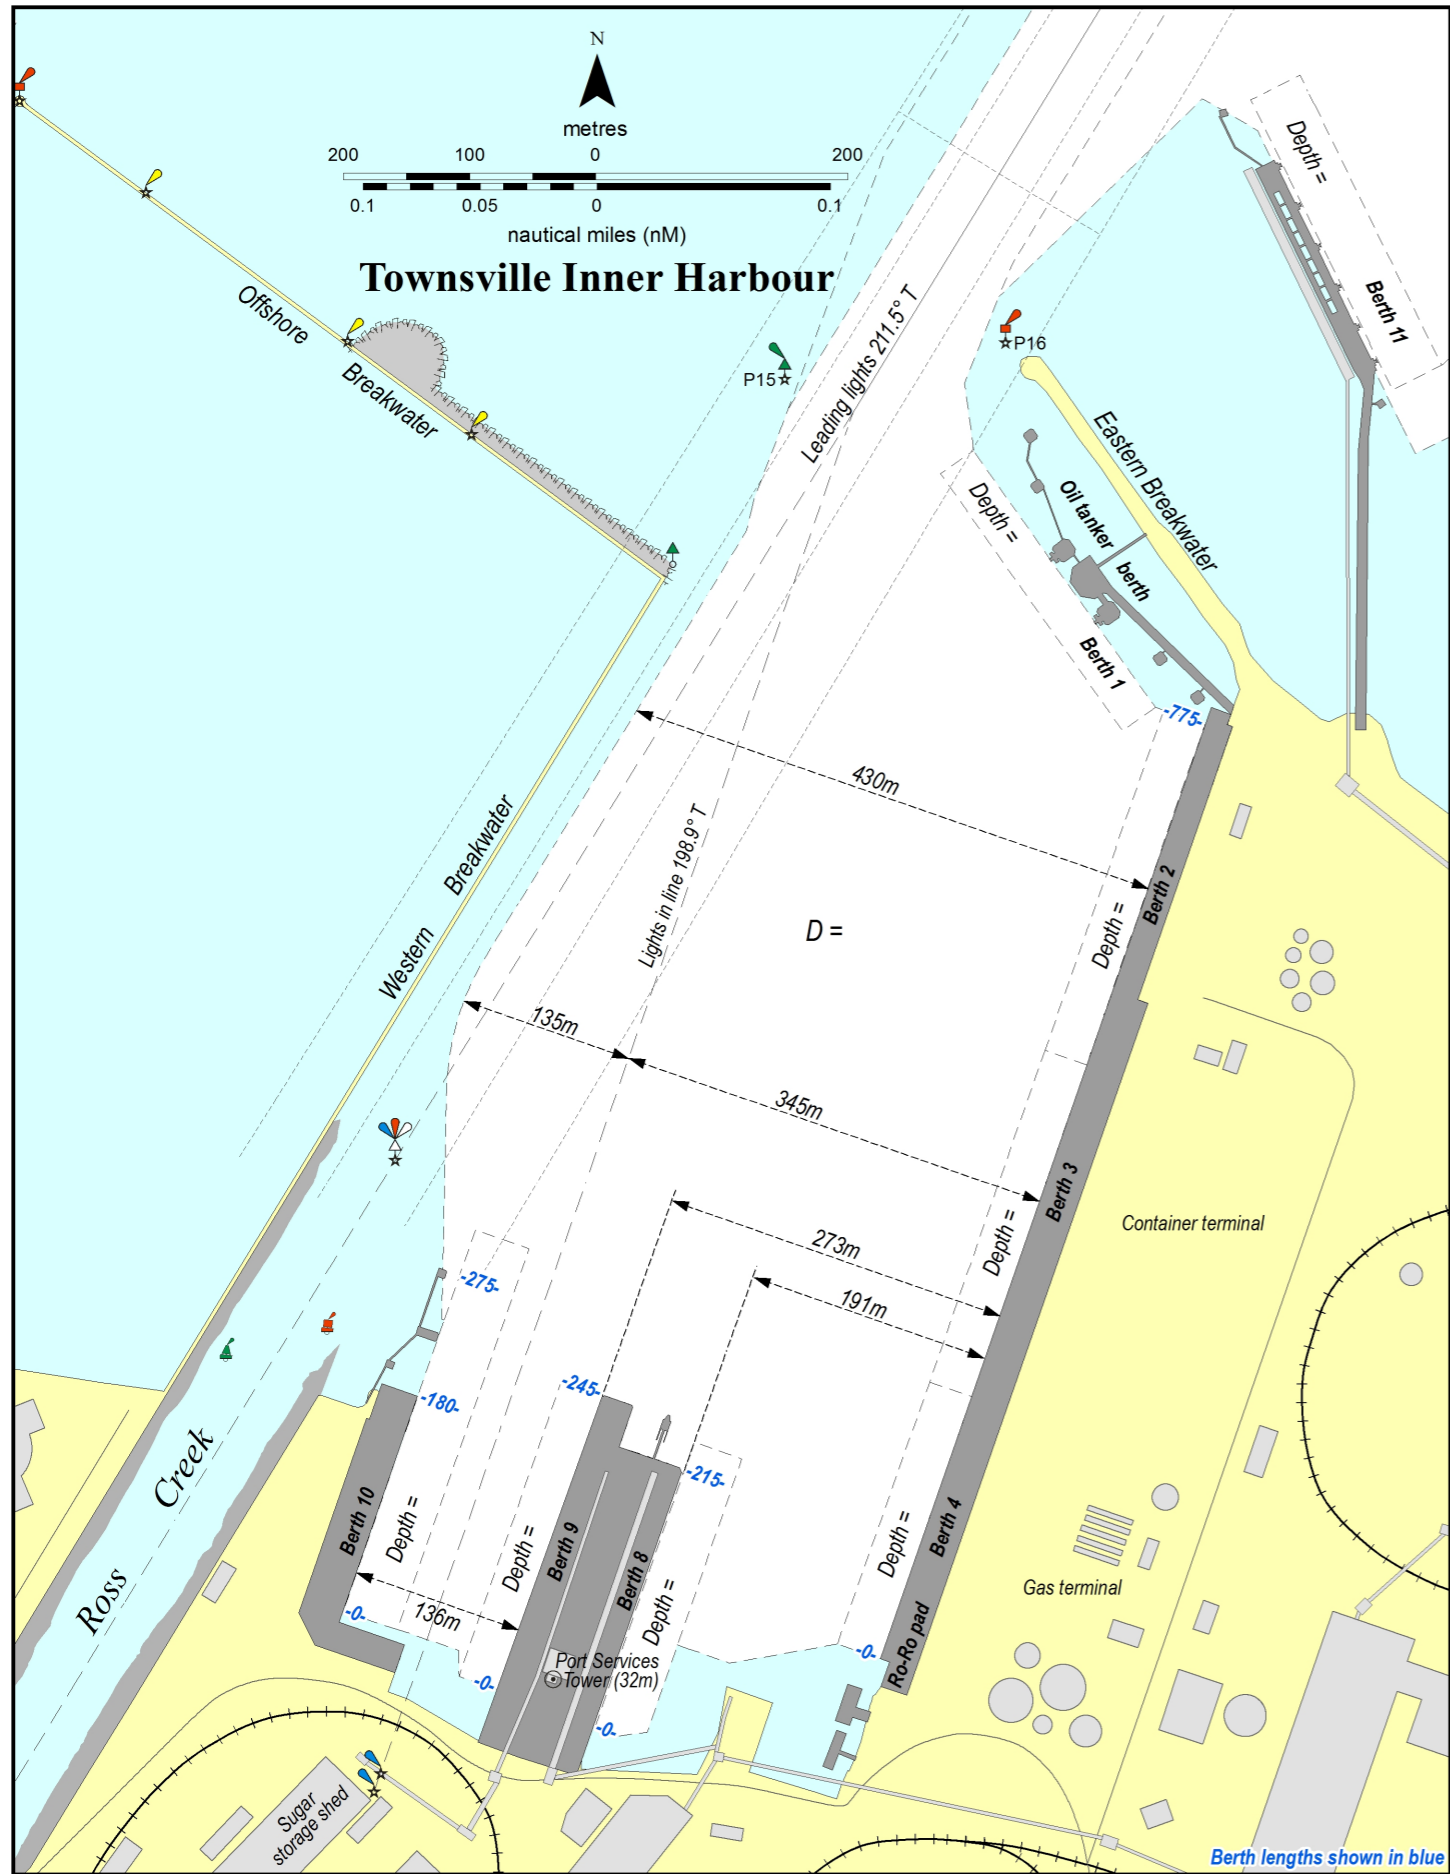 N
metres
200 100 0 200
0.1 0.05 0 0.1
nautical miles (nM)
Townsville Inner Harbour
Depth =
Berth 11
Offshore
Breakwater
P15
P16
Leading lights 211.5° T
Eastern Breakwater
Oil tanker
berth
Depth =
Berth 1
-775-
430m
Western
Breakwater
Lights in line 198.9° T
D =
Depth =
Berth 2
135m
345m
Berth 3
Depth =
Container terminal
273m
191m
-275-
-180-
-245-
-215-
Ross
Creek
Berth 10
Depth =
Depth =
Berth 9
Berth 8
Depth =
Depth =
Berth 4
Gas terminal
136m
-0-
-0-
-0-
-0-
Port Services
Tower (32m)
Ro-Ro pad
Sugar
storage shed
Berth lengths shown in blue